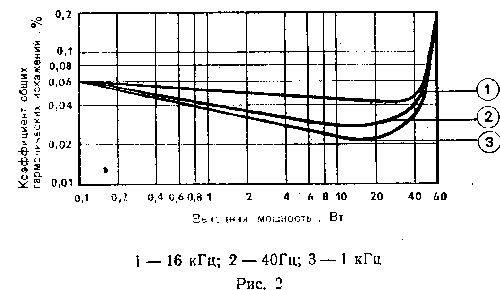 Коэффициент общих
гармонических искажений. %
0,2
0,1
0,08
0,06
0,04
0,02
0,01
0,1 0,2 0,4 0,6 0,8 1 2 4 6 8 10 20 40 60
мощность, Вт
1
2
3
1 — 16 кГц; 2 — 40Гц; 3 — 1 кГц
Рис. 2